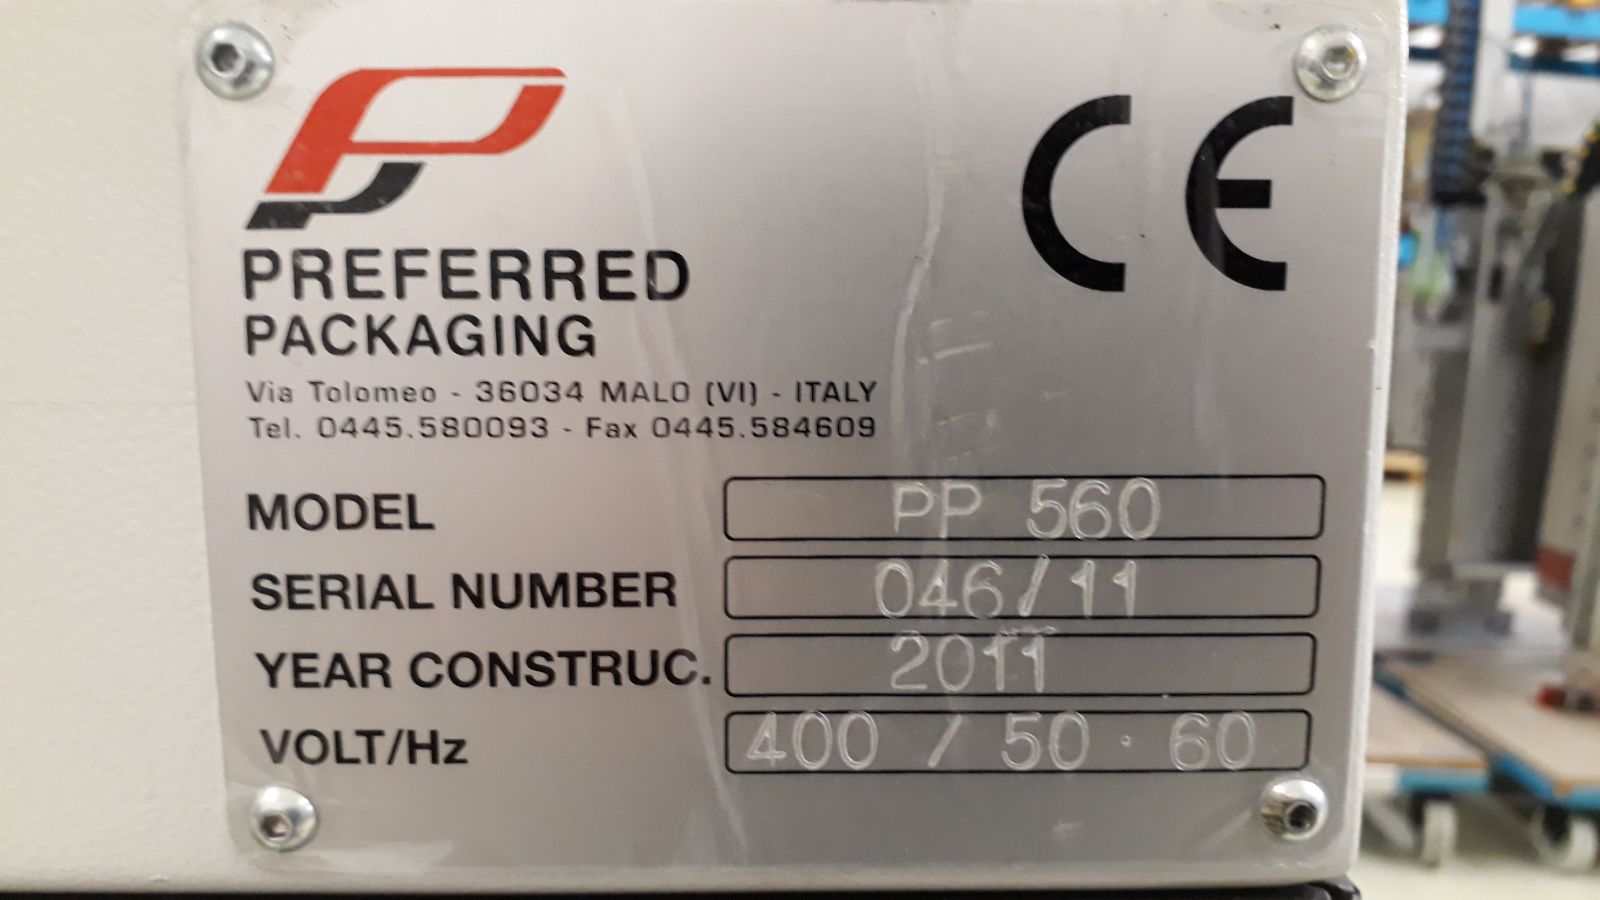 CE
PREFERRED
PACKAGING
Via Tolomeo - 36034 MALO (VI) - ITALY
Tel. 0445.580093 - Fax 0445.584609
MODEL PP 560
SERIAL NUMBER 046/11
YEAR CONSTRUC. 2011
VOLT/Hz 400 / 50 · 60